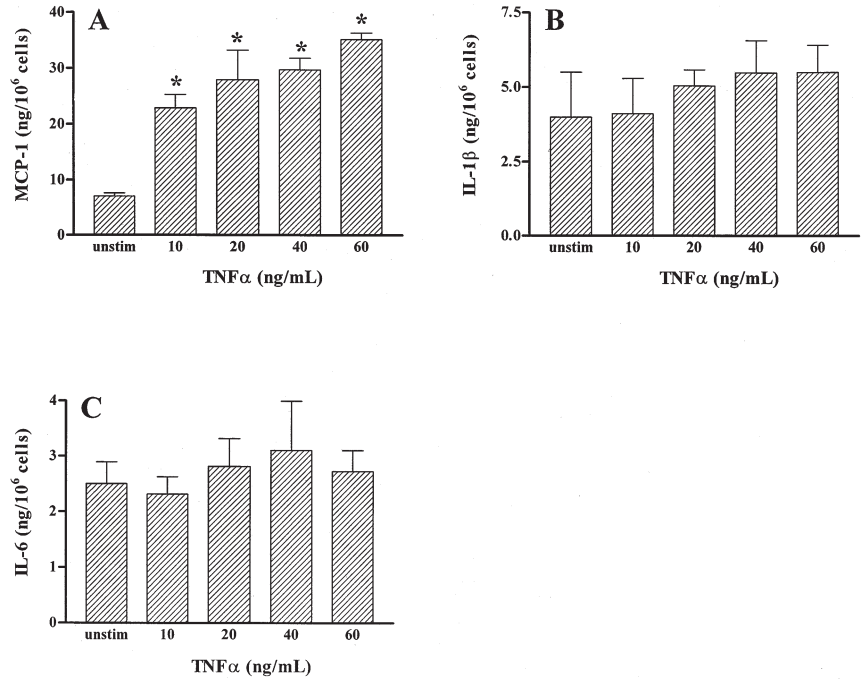 A
MCP-1 (ng/10⁶ cells)
40
30
20
10
0
* * * *
unstim 10 20 40 60
TNFα (ng/mL)
B
IL-1β (ng/10⁶ cells)
7.5
5.0
2.5
0.0
unstim 10 20 40 60
TNFα (ng/mL)
C
IL-6 (ng/10⁶ cells)
4
3
2
1
0
unstim 10 20 40 60
TNFα (ng/mL)